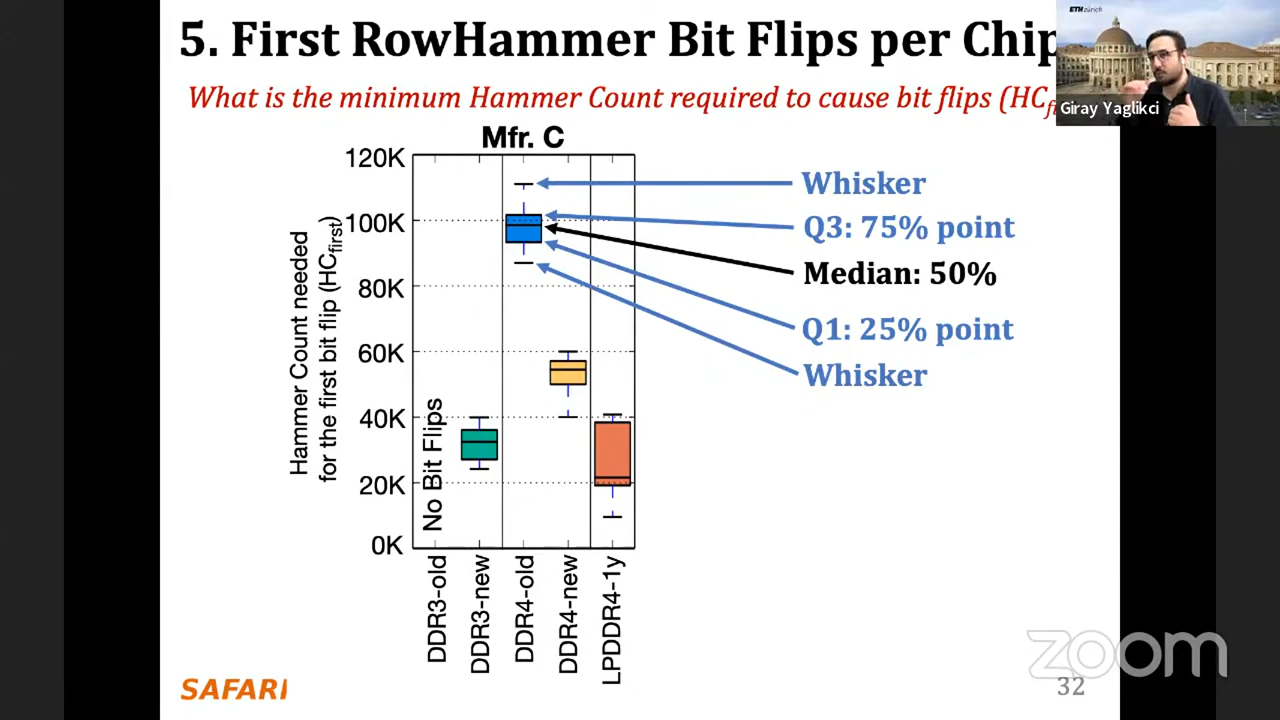 5. First RowHammer Bit Flips per Chip
What is the minimum Hammer Count required to cause bit flips (HC
ETH zürich
Giray Yaglikci
Mfr. C
Hammer Count needed
for the first bit flip (HCfirst)
120K
100K
80K
60K
40K
20K
0K
No Bit Flips
DDR3-old
DDR3-new
DDR4-old
DDR4-new
LPDDR4-1y
Whisker
Q3: 75% point
Median: 50%
Q1: 25% point
Whisker
SAFARI
zoom
32